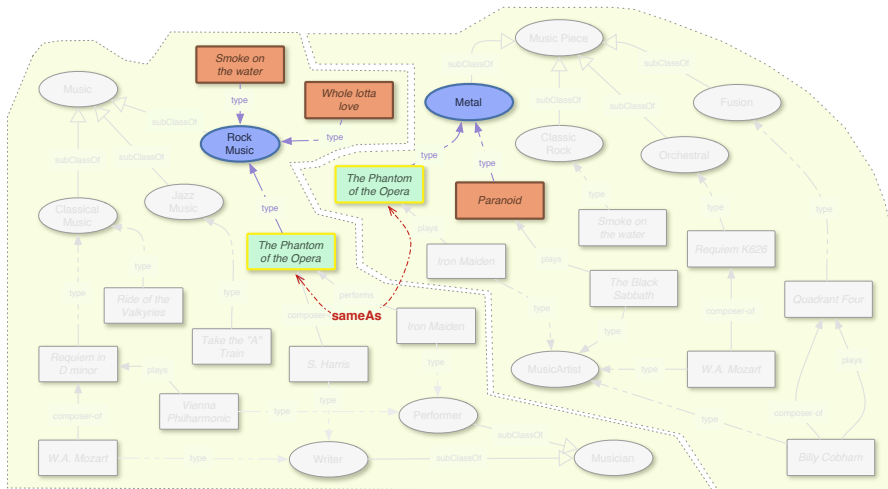 Music Piece
Smoke on
the water
subClassOf
subClassOf
Music
Whole lotta
love
Metal
Fusion
type
subClassOf
subClassOf
type
Rock
Music
type
Classic
Rock
subClassOf
subClassOf
type
type
Orchestral
The Phantom
of the Opera
type
Jazz
Music
Paranoid
type
type
Classical
Music
type
Smoke on
the water
plays
The Phantom
of the Opera
Requiem K626
Iron Maiden
plays
type
type
type
The Black
Sabbath
performs
Ride of the
Valkyries
Quadrant Four
composer-of
sameAs
type
type
composer-of
Iron Maiden
Take the "A"
Train
Requiem in
D minor
S. Harris
plays
MusicArtist
type
W.A. Mozart
plays
type
type
composer-of
Vienna
Philharmonic
type
Performer
composer-of
type
subClassOf
W.A. Mozart
type
Writer
subClassOf
Musician
Billy Cobham